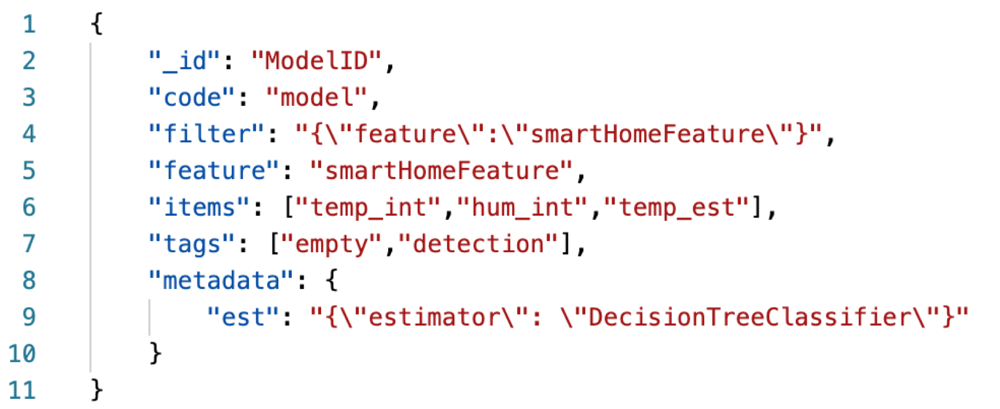 1 {
2 "_id": "ModelID",
3 "code": "model",
4 "filter": "{\"feature\":\"smartHomeFeature\"}",
5 "feature": "smartHomeFeature",
6 "items": ["temp_int","hum_int","temp_est"],
7 "tags": ["empty","detection"],
8 "metadata": {
9 "est": "{\"estimator\": \"DecisionTreeClassifier\"}"
10 }
11 }